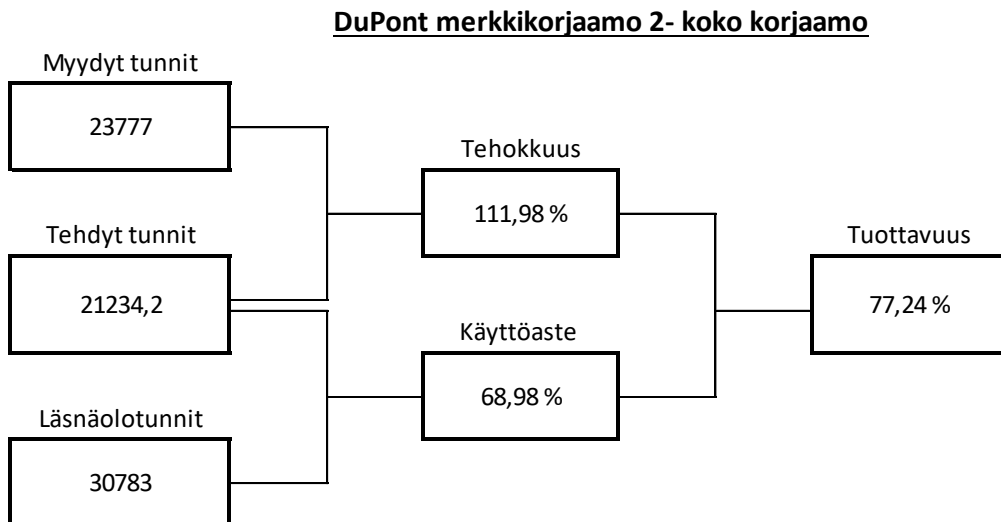 DuPont merkkikorjaamo 2- koko korjaamo
Myydyt tunnit
23777
Tehokkuus
111,98 %
Tehdyt tunnit
21234,2
Tuottavuus
77,24 %
Käyttöaste
68,98 %
Läsnäolotunnit
30783